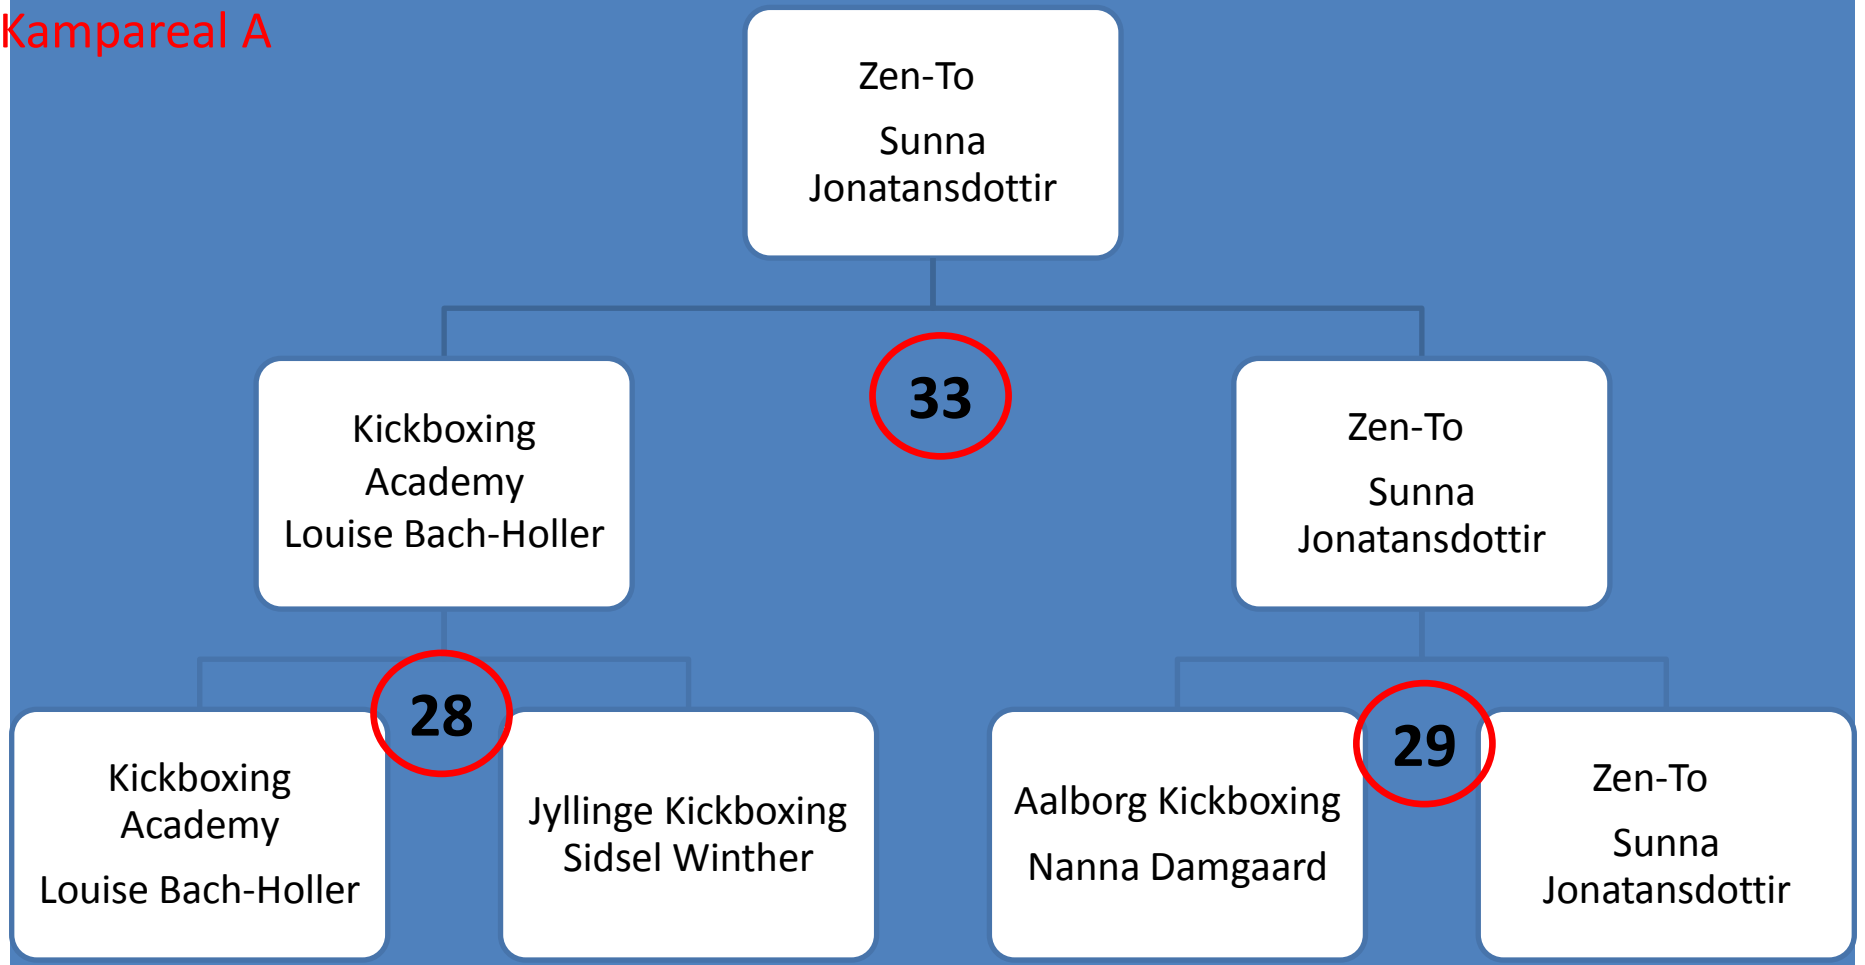 Kampareal A
Zen-To
Sunna
Jonatansdottir
33
Kickboxing
Academy
Louise Bach-Holler
Zen-To
Sunna
Jonatansdottir
28
29
Kickboxing
Academy
Louise Bach-Holler
Jyllinge Kickboxing
Sidsel Winther
Aalborg Kickboxing
Nanna Damgaard
Zen-To
Sunna
Jonatansdottir